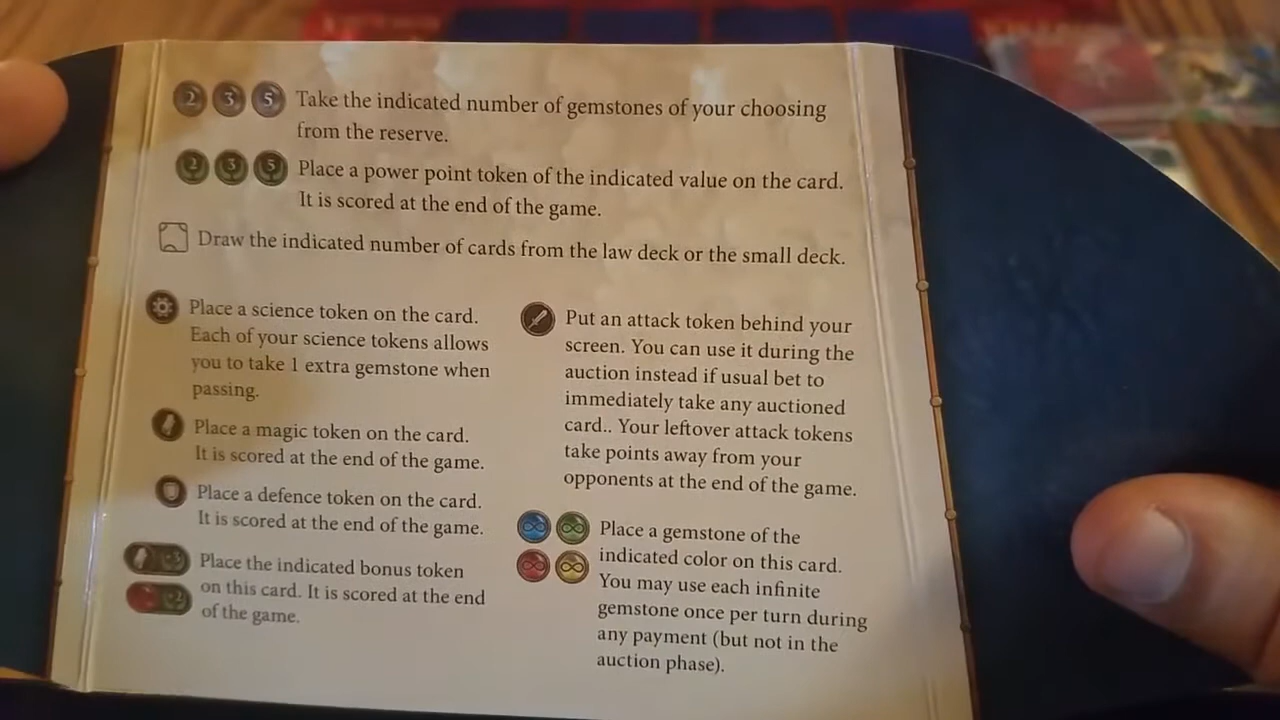 2 3 5 Take the indicated number of gemstones of your choosing
from the reserve.
2 3 5 Place a power point token of the indicated value on the card.
It is scored at the end of the game.
Draw the indicated number of cards from the law deck or the small deck.
Place a science token on the card.
Each of your science tokens allows
you to take 1 extra gemstone when
passing.
Place a magic token on the card.
It is scored at the end of the game.
Place a defence token on the card.
It is scored at the end of the game.
Place the indicated bonus token
on this card. It is scored at the end
of the game.
Put an attack token behind your
screen. You can use it during the
auction instead if usual bet to
immediately take any auctioned
card.. Your leftover attack tokens
take points away from your
opponents at the end of the game.
∞ ∞ Place a gemstone of the
indicated color on this card.
∞ ∞ You may use each infinite
gemstone once per turn during
any payment (but not in the
auction phase).